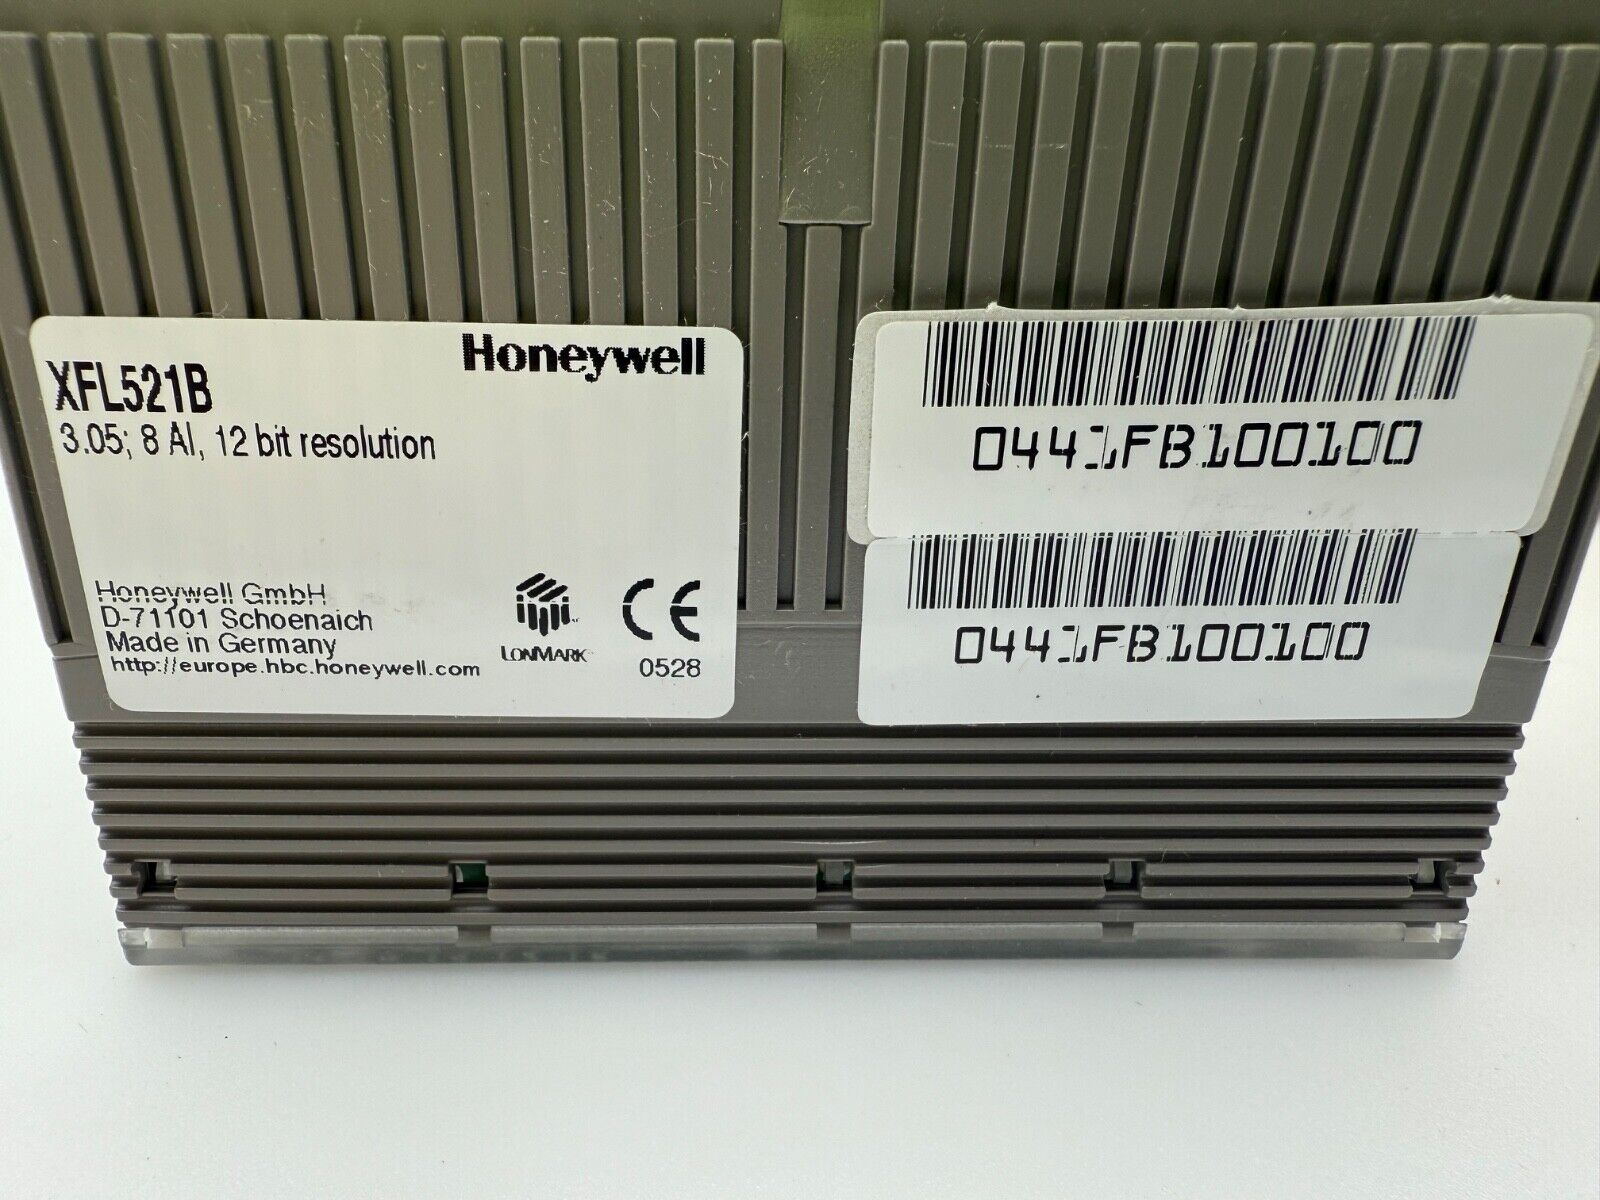 XFL521B
Honeywell
3.05; 8 AI, 12 bit resolution
Honeywell GmbH
D-71101 Schoenaich
Made in Germany
http://europe.hbc.honeywell.com
LONMARK
CE
0528
0441FB100100
0441FB100100